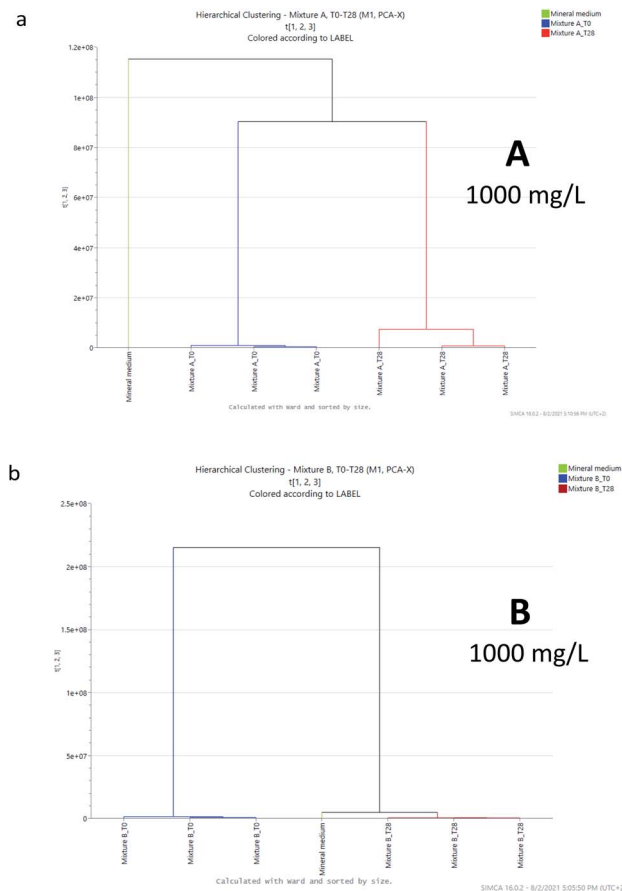 a
Hierarchical Clustering - Mixture A, T0-T28 (M1, PCA-X)
t[1, 2, 3]
Colored according to LABEL
Mineral medium
Mixture A_T0
Mixture A_T28
1.2e+08
1e+08
8e+07
6e+07
4e+07
2e+07
0
t[1, 2, 3]
A
1000 mg/L
Mineral medium
Mixture A_T0
Mixture A_T0
Mixture A_T0
Mixture A_T28
Mixture A_T28
Mixture A_T28
Calculated with Ward and sorted by size.
SIMCA 16.0.2 - 8/2/2021 5:10:06 PM (UTC+2)
b
Hierarchical Clustering - Mixture B, T0-T28 (M1, PCA-X)
t[1, 2, 3]
Colored according to LABEL
Mineral medium
Mixture B_T0
Mixture B_T28
2.5e+08
2e+08
1.5e+08
1e+08
5e+07
0
t[1, 2, 3]
B
1000 mg/L
Mixture B_T0
Mixture B_T0
Mixture B_T0
Mineral medium
Mixture B_T28
Mixture B_T28
Mixture B_T28
Calculated with Ward and sorted by size.
SIMCA 16.0.2 - 8/2/2021 5:05:50 PM (UTC+2